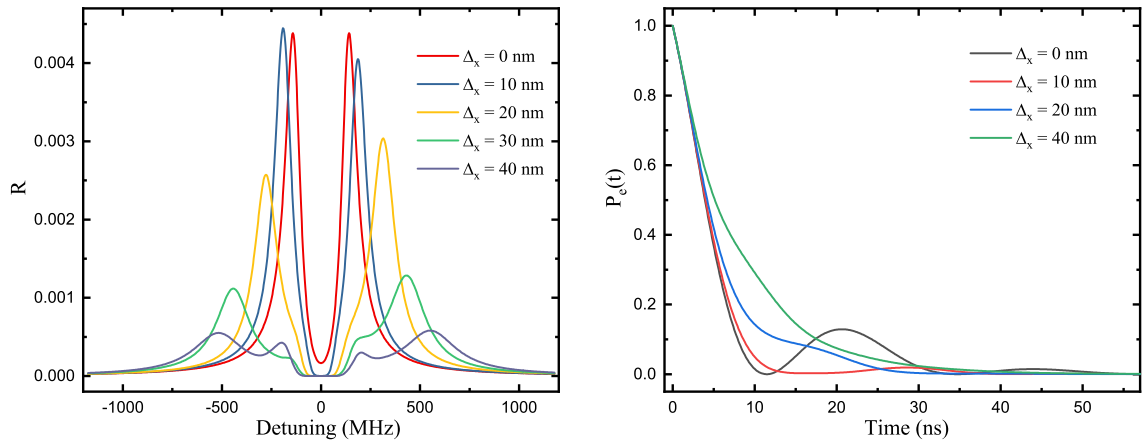 0.004
0.003
0.002
0.001
0.000
R
Δx = 0 nm
Δx = 10 nm
Δx = 20 nm
Δx = 30 nm
Δx = 40 nm
-1000 -500 0 500 1000
Detuning (MHz)
1.0
0.8
0.6
0.4
0.2
0.0
Pe(t)
Δx = 0 nm
Δx = 10 nm
Δx = 20 nm
Δx = 40 nm
0 10 20 30 40 50
Time (ns)